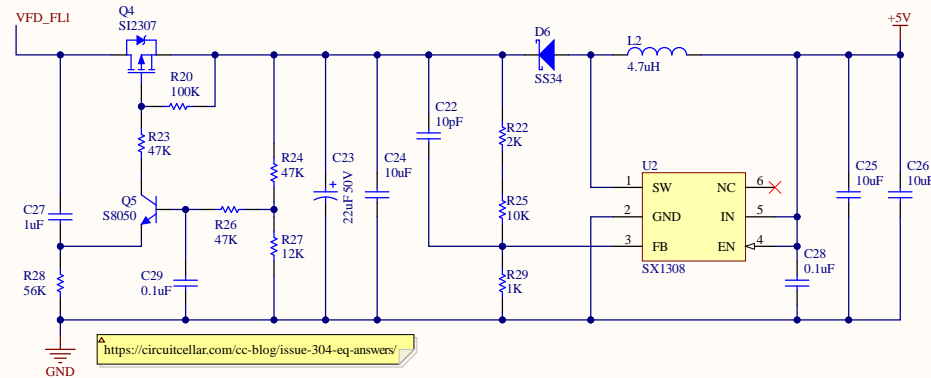 VFD_FL1
Q4
SI2307
R20
100K
R23
47K
Q5
S8050
C27
1uF
R28
56K
GND
C29
0.1uF
R26
47K
R24
47K
R27
12K
C23
22uF 50V
+
C24
10uF
C22
10pF
R22
2K
R25
10K
R29
1K
D6
SS34
L2
4.7uH
U2
1 SW NC 6
2 GND IN 5
3 FB EN 4
SX1308
C28
0.1uF
C25
10uF
C26
10uF
+5V
https://circuitcellar.com/cc-blog/issue-304-eq-answers/